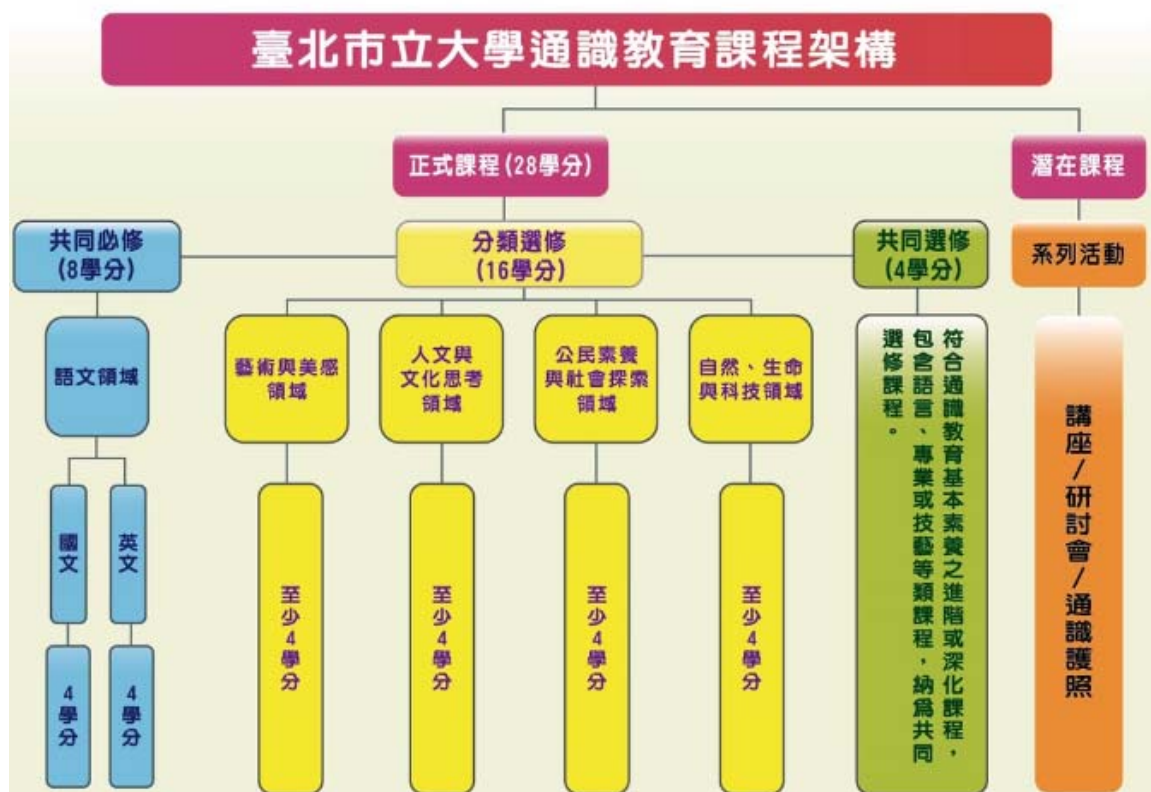 臺北市立大學通識教育課程架構
正式課程(28學分)
潛在課程
共同必修
(8學分)
分類選修
(16學分)
共同選修
(4學分)
系列活動
語文領域
藝術與美感
領域
人文與
文化思考
領域
公民素養
與社會探索
領域
自然、生命
與科技領域
符合通識教育基本素養之進階或深化課程，
包含語言、專業或技藝等類課程，納為共同
選修課程。
講座/研討會/通識護照
國文
英文
4學分
4學分
至少4學分
至少4學分
至少4學分
至少4學分